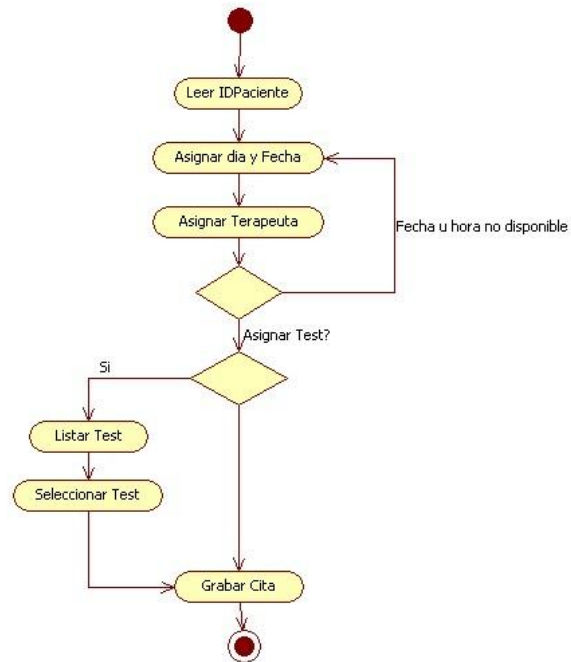 Leer IDPaciente
Asignar dia y Fecha
Asignar Terapeuta
Fecha u hora no disponible
Asignar Test?
Si
Listar Test
Seleccionar Test
Grabar Cita